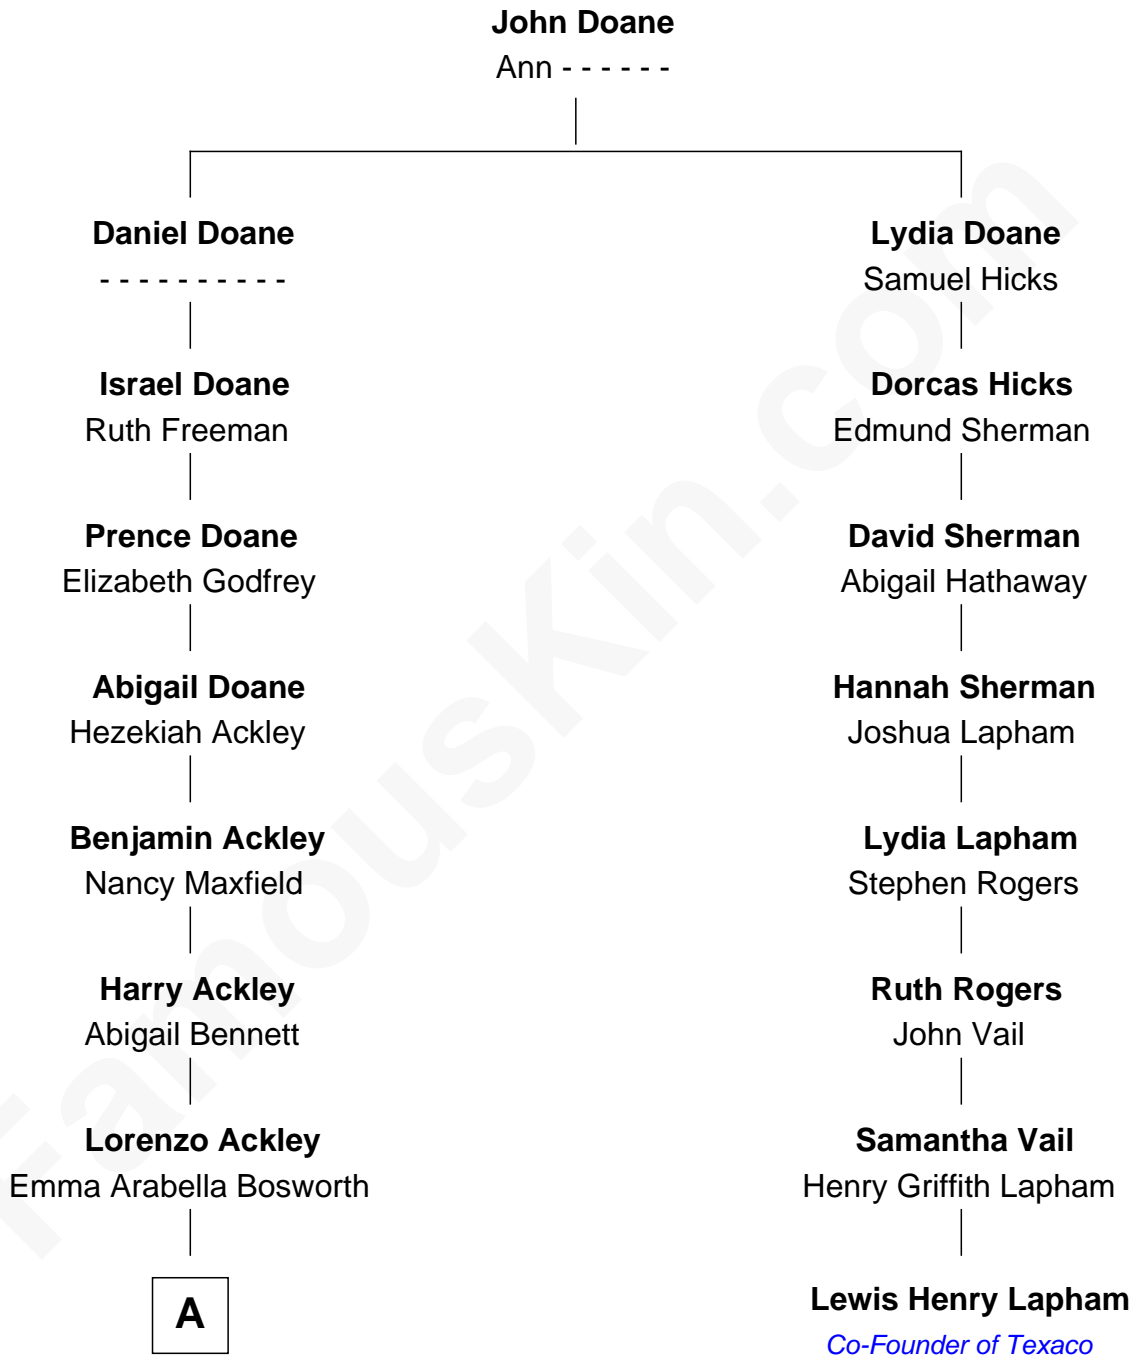 John Doane
Ann - - - - - -
Daniel Doane
- - - - - - - - - -
Lydia Doane
Samuel Hicks
Israel Doane
Ruth Freeman
Dorcas Hicks
Edmund Sherman
Prence Doane
Elizabeth Godfrey
David Sherman
Abigail Hathaway
Abigail Doane
Hezekiah Ackley
Hannah Sherman
Joshua Lapham
Benjamin Ackley
Nancy Maxfield
Lydia Lapham
Stephen Rogers
Harry Ackley
Abigail Bennett
Ruth Rogers
John Vail
Lorenzo Ackley
Emma Arabella Bosworth
Samantha Vail
Henry Griffith Lapham
A
Lewis Henry Lapham
Co-Founder of Texaco
FamousKin.com